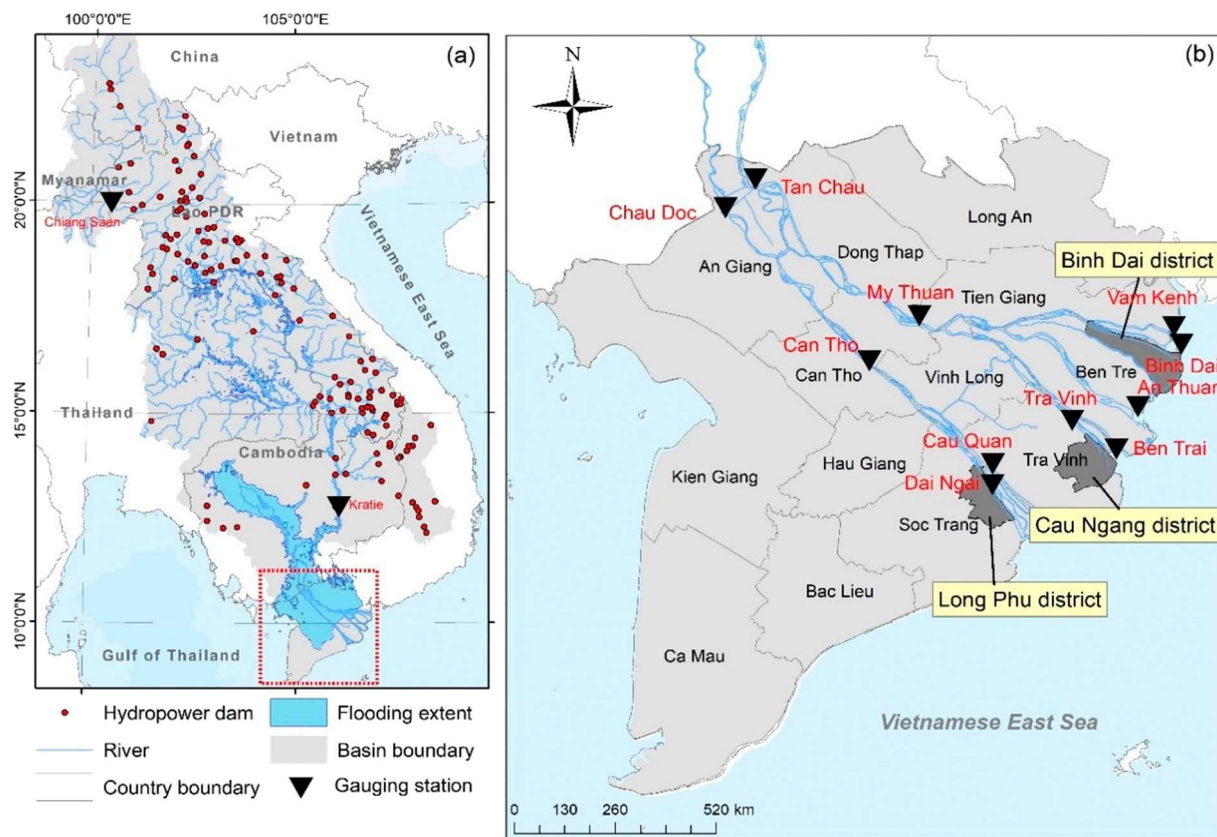 100°0'0"E
105°0'0"E
(a)
China
Vietnam
Myanamar
20°0'0"N
Chiang Saen
Lao PDR
Vietnamese East Sea
Thailand
15°0'0"N
Cambodia
Kratie
10°0'0"N
Gulf of Thailand
Hydropower dam
Flooding extent
River
Basin boundary
Country boundary
Gauging station
(b)
N
Tan Chau
Chau Doc
Long An
An Giang
Dong Thap
Binh Dai district
My Thuan
Tien Giang
Vam Kenh
Can Tho
Can Tho
Vinh Long
Ben Tre
Binh Dai
An Thuan
Tra Vinh
Cau Quan
Tra Vinh
Ben Trai
Kien Giang
Hau Giang
Dai Ngai
Soc Trang
Cau Ngang district
Bac Lieu
Long Phu district
Ca Mau
Vietnamese East Sea
0 130 260 520 km